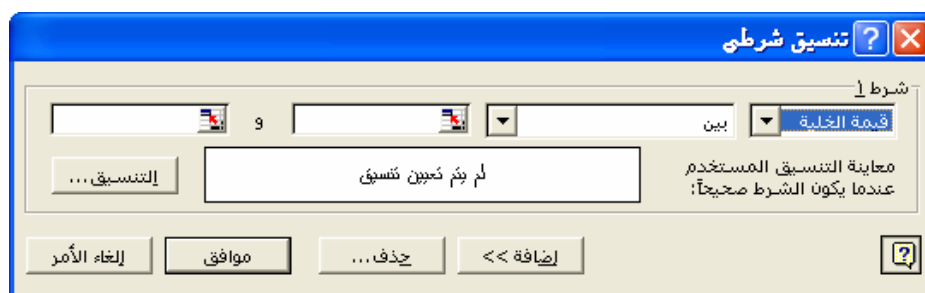 تنسيق شرطي
شرط 1
قيمة الخلية بين و
معاينة التنسيق المستخدم
عندما يكون الشرط صحيحاً:
لم يتم تعيين تنسيق
التنسيق...
إضافة >> حذف... موافق إلغاء الأمر